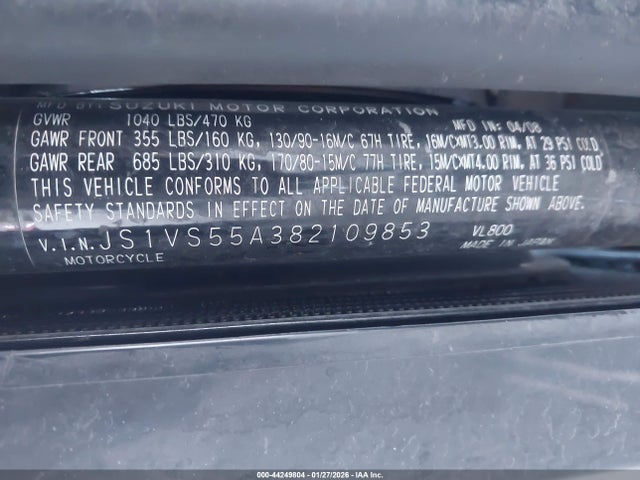 MFD BY: SUZUKI MOTOR CORPORATION
GVWR 1040 LBS/470 KG MFD IN: 04/08
GAWR FRONT 355 LBS/160 KG, 130/90-16M/C 67H TIRE, 16M/CXMT3.00 RIM, AT 29 PSI COLD
GAWR REAR 685 LBS/310 KG, 170/80-15M/C 77H TIRE, 15M/CXMT4.00 RIM, AT 36 PSI COLD
THIS VEHICLE CONFORMS TO ALL APPLICABLE FEDERAL MOTOR VEHICLE
SAFETY STANDARDS IN EFFECT ON THE DATE OF MANUFACTURE SHOWN ABOVE.
V.I.N. JS1VS55A382109853 VL800
MOTORCYCLE MADE IN JAPAN
000-44249804 | 01/27/2026 | IAA Inc.